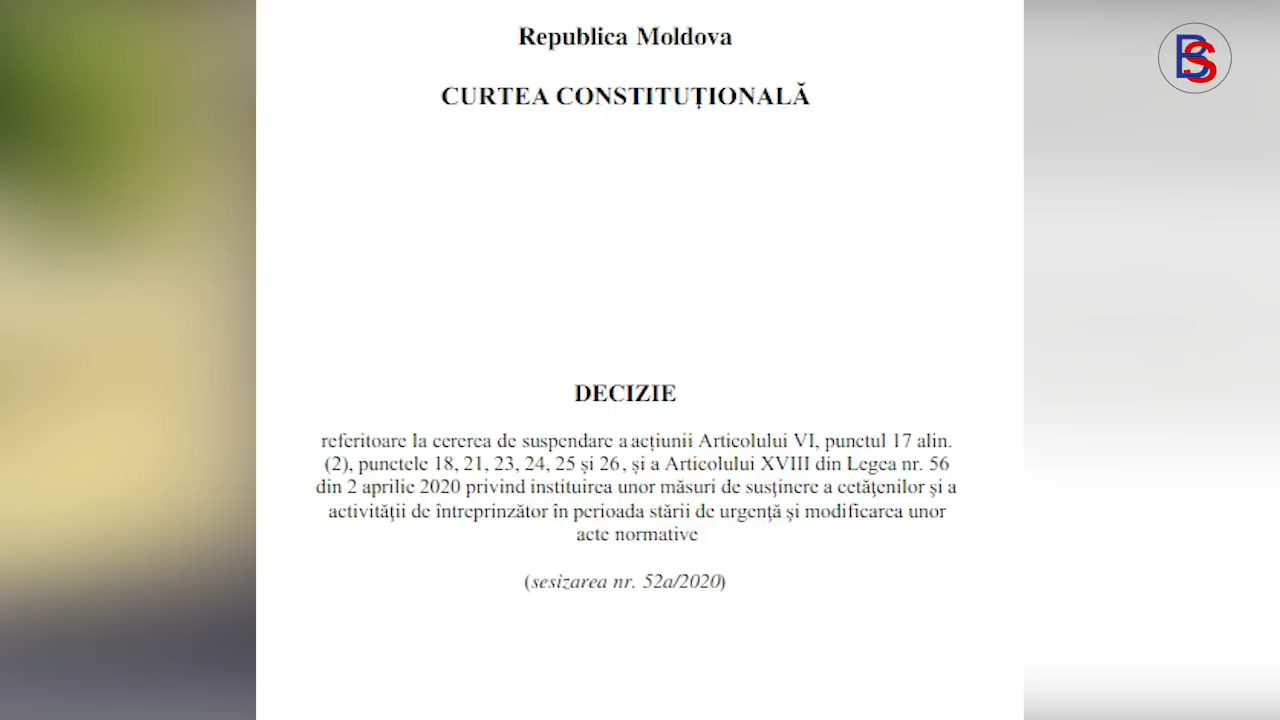 Republica Moldova
BS
CURTEA CONSTITUȚIONALĂ
DECIZIE
referitoare la cererea de suspendare a acțiunii Articolului VI, punctul 17 alin.
(2), punctele 18, 21, 23, 24, 25 și 26, și a Articolului XVIII din Legea nr. 56
din 2 aprilie 2020 privind instituirea unor măsuri de susținere a cetățenilor și a
activității de întreprinzător în perioada stării de urgență și modificarea unor
acte normative
(sesizarea nr. 52a/2020)